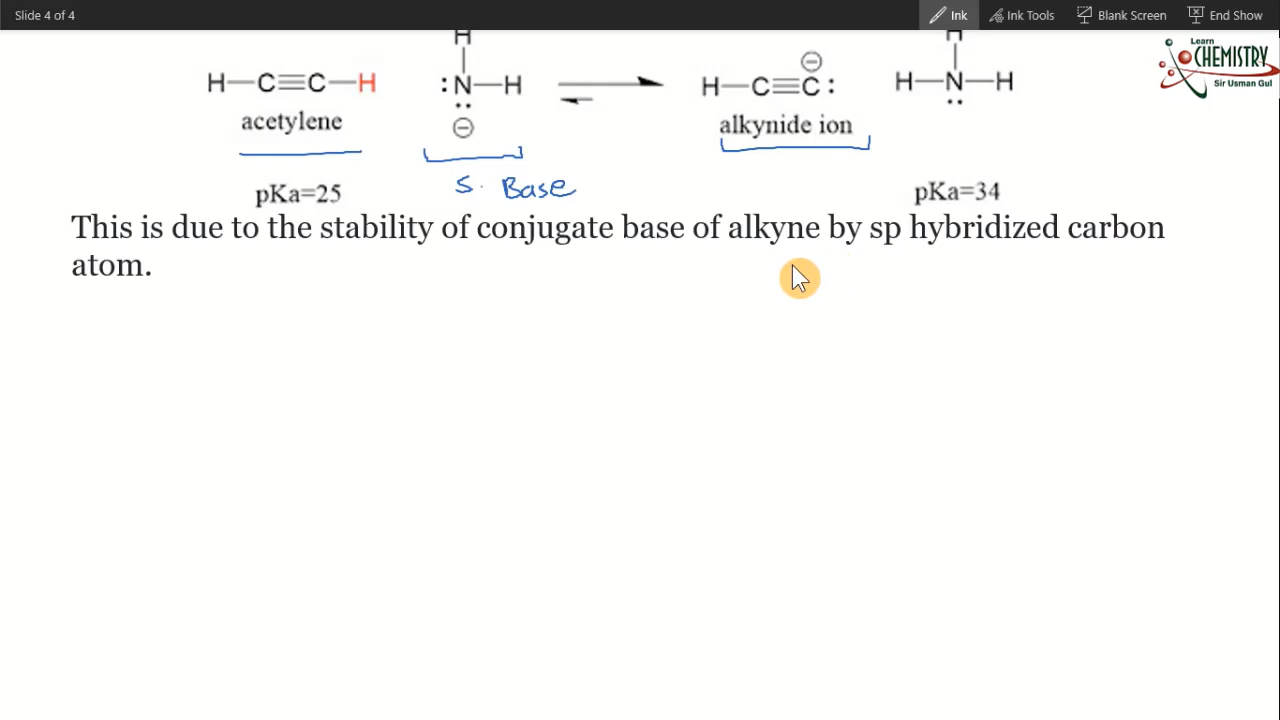 Slide 4 of 4 Ink Ink Tools Blank Screen End Show
Learn
CHEMISTRY
Sir Usman Gul
H H
H—C≡C—H :N—H H—C≡C: H—N—H
acetylene alkynide ion
S. Base
pKa=25 pKa=34
This is due to the stability of conjugate base of alkyne by sp hybridized carbon
atom.